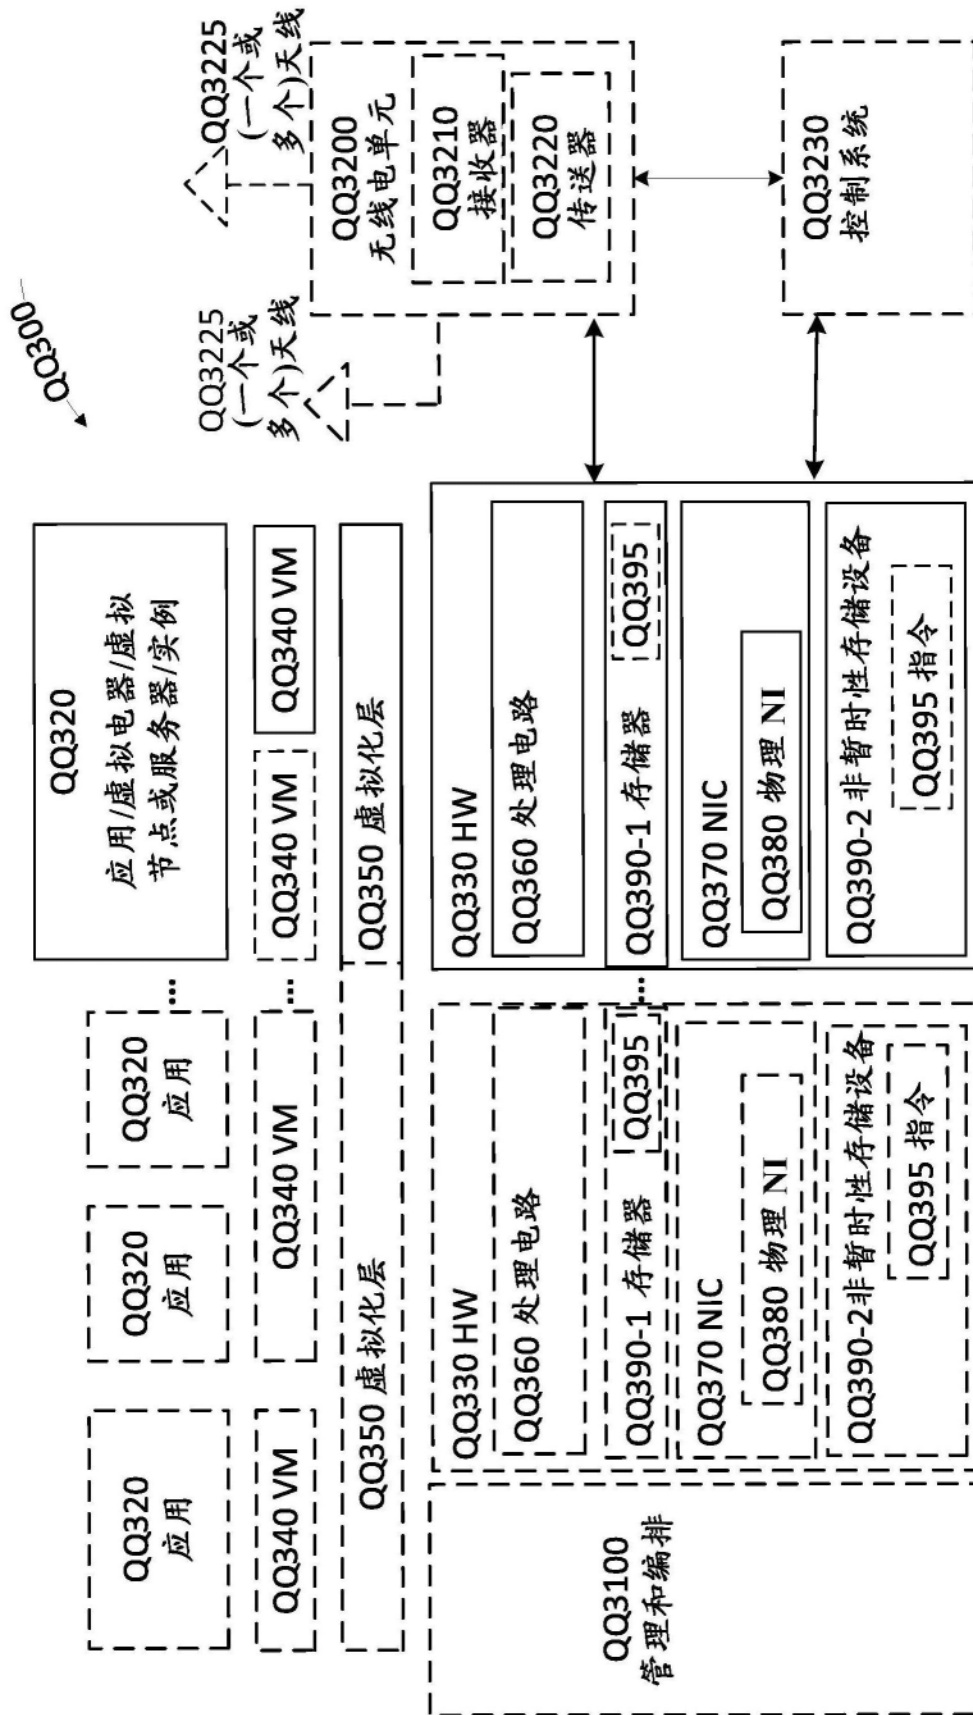 QQ300
QQ320
应用
QQ320
应用
QQ320
应用
...
QQ320
应用/虚拟电器/虚拟
节点或服务器/实例
QQ340 VM
QQ340 VM
...
QQ340 VM
QQ340 VM
QQ350 虚拟化层
QQ350 虚拟化层
QQ3225
(一个或
多个)天线
QQ3225
(一个或
多个)天线
QQ3200
无线电单元
QQ3210
接收器
QQ3220
传送器
QQ3230
控制系统
QQ3100
管理和编排
QQ330 HW
QQ360 处理电路
QQ390-1 存储器
QQ395
QQ370 NIC
QQ380 物理 NI
QQ390-2非暂时性存储设备
QQ395 指令
...
QQ330 HW
QQ360 处理电路
QQ390-1 存储器
QQ395
QQ370 NIC
QQ380 物理 NI
QQ390-2 非暂时性存储设备
QQ395 指令